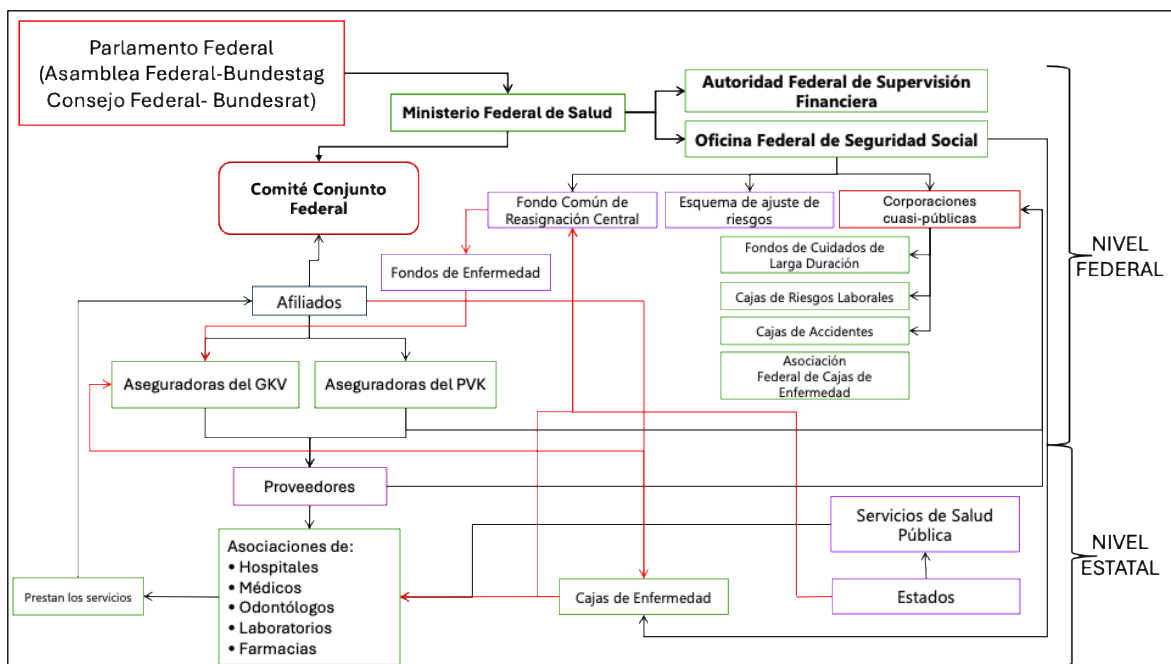 Parlamento Federal
(Asamblea Federal-Bundestag
Consejo Federal- Bundesrat)
Ministerio Federal de Salud
Autoridad Federal de Supervisión
Financiera
Oficina Federal de Seguridad Social
Comité Conjunto
Federal
Fondo Común de
Reasignación Central
Esquema de ajuste de
riesgos
Corporaciones
cuasi-públicas
NIVEL
FEDERAL
Fondos de Enfermedad
Fondos de Cuidados de
Larga Duración
Afiliados
Cajas de Riesgos Laborales
Cajas de Accidentes
Aseguradoras del GKV
Aseguradoras del PVK
Asociación
Federal de Cajas de
Enfermedad
Proveedores
Servicios de Salud
Pública
NIVEL
ESTATAL
Asociaciones de:
• Hospitales
• Médicos
• Odontólogos
• Laboratorios
• Farmacias
Prestan los servicios
Cajas de Enfermedad
Estados